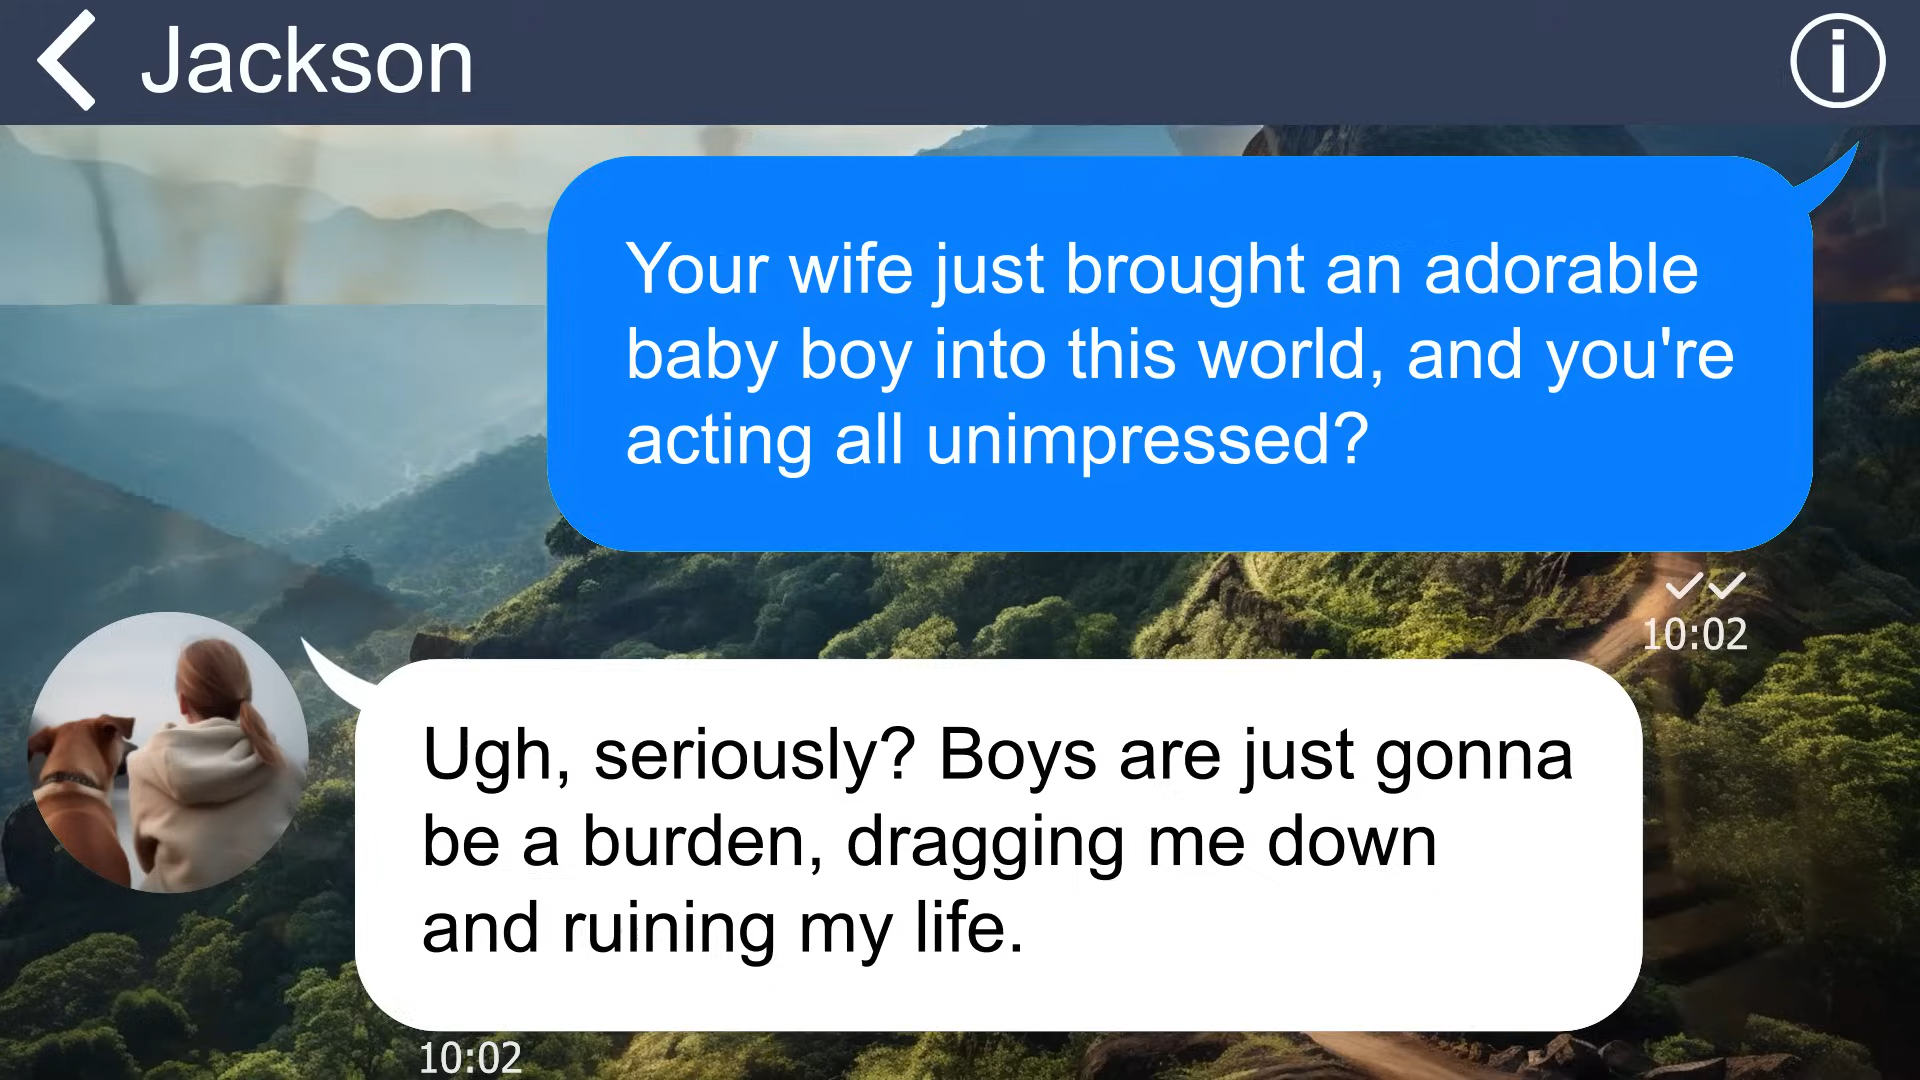 Jackson
Your wife just brought an adorable
baby boy into this world, and you're
acting all unimpressed?
10:02
Ugh, seriously? Boys are just gonna
be a burden, dragging me down
and ruining my life.
10:02